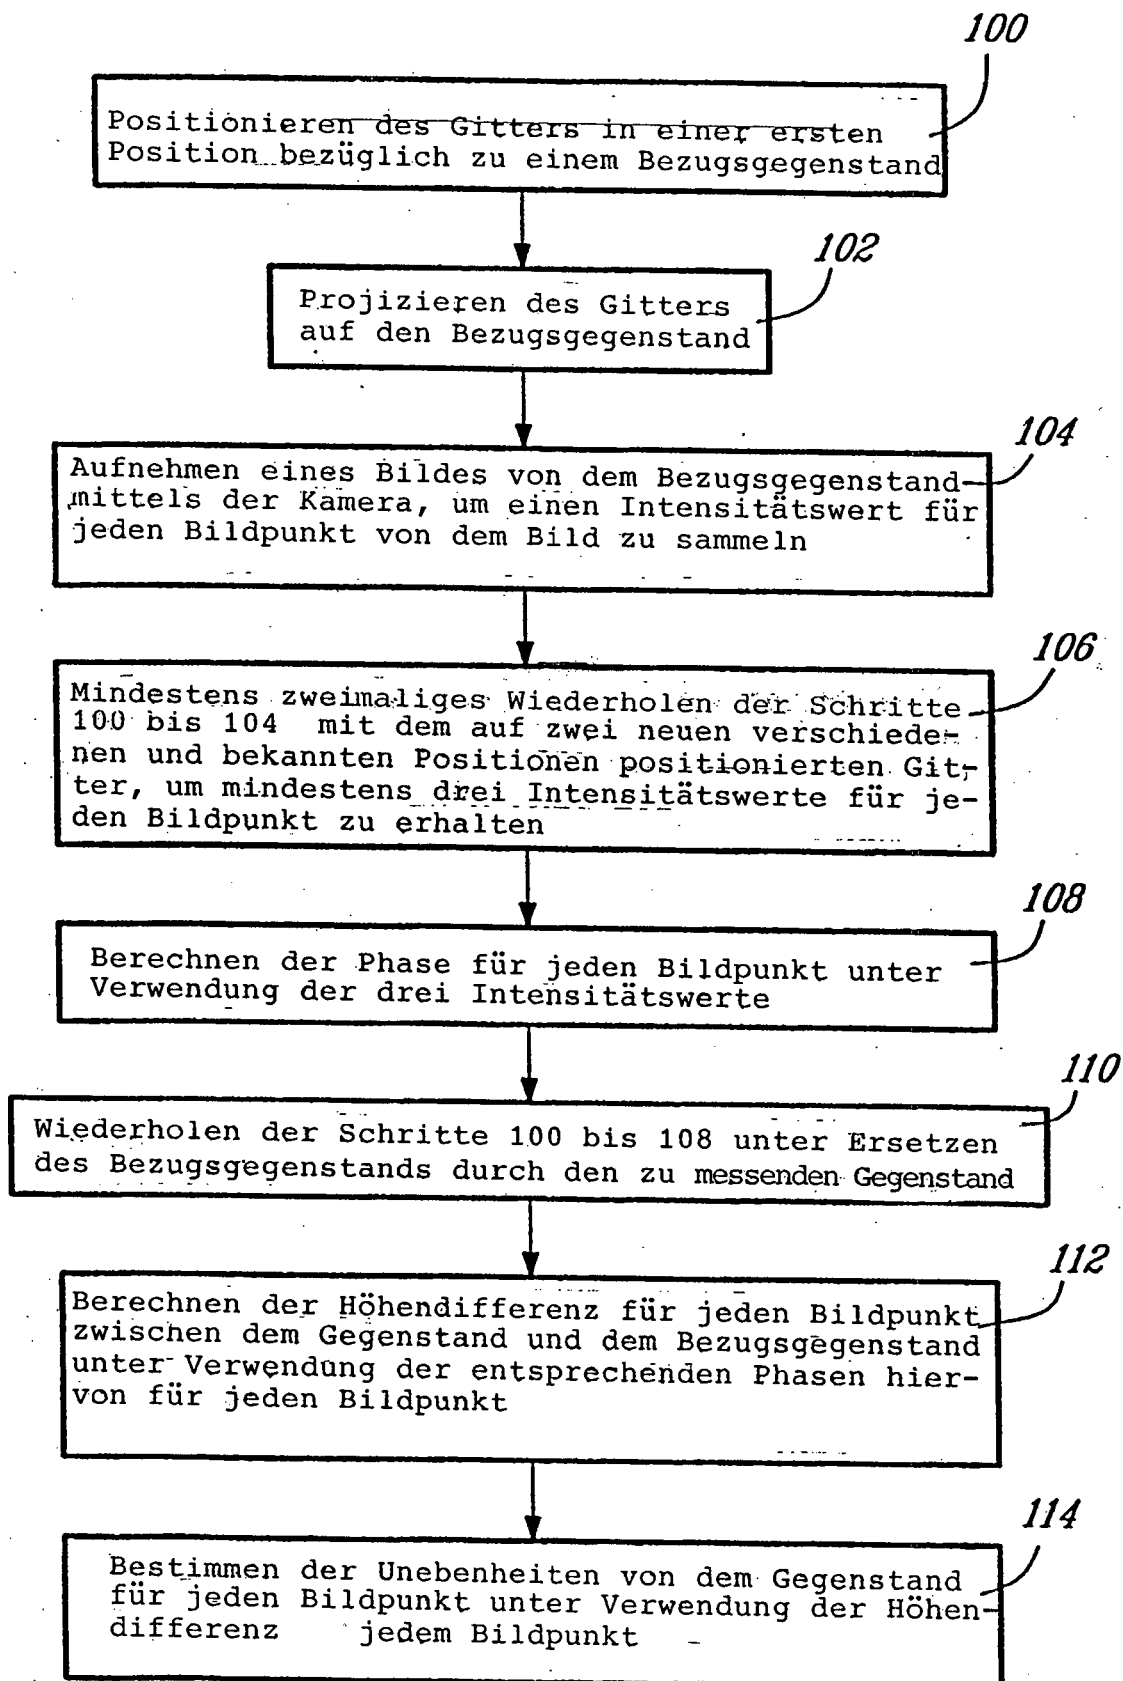 100
Positionieren des Gitters in einer ersten
Position bezüglich zu einem Bezugsgegenstand
102
Projizieren des Gitters
auf den Bezugsgegenstand
104
Aufnehmen eines Bildes von dem Bezugsgegenstand
mittels der Kamera, um einen Intensitätswert für
jeden Bildpunkt von dem Bild zu sammeln
106
Mindestens zweimaliges Wiederholen der Schritte
100 bis 104 mit dem auf zwei neuen verschiede-
nen und bekannten Positionen positionierten Git-
ter, um mindestens drei Intensitätswerte für je-
den Bildpunkt zu erhalten
108
Berechnen der Phase für jeden Bildpunkt unter
Verwendung der drei Intensitätswerte
110
Wiederholen der Schritte 100 bis 108 unter Ersetzen
des Bezugsgegenstands durch den zu messenden Gegenstand
112
Berechnen der Höhendifferenz für jeden Bildpunkt
zwischen dem Gegenstand und dem Bezugsgegenstand
unter Verwendung der entsprechenden Phasen hier-
von für jeden Bildpunkt
114
Bestimmen der Unebenheiten von dem Gegenstand
für jeden Bildpunkt unter Verwendung der Höhen-
differenz jedem Bildpunkt